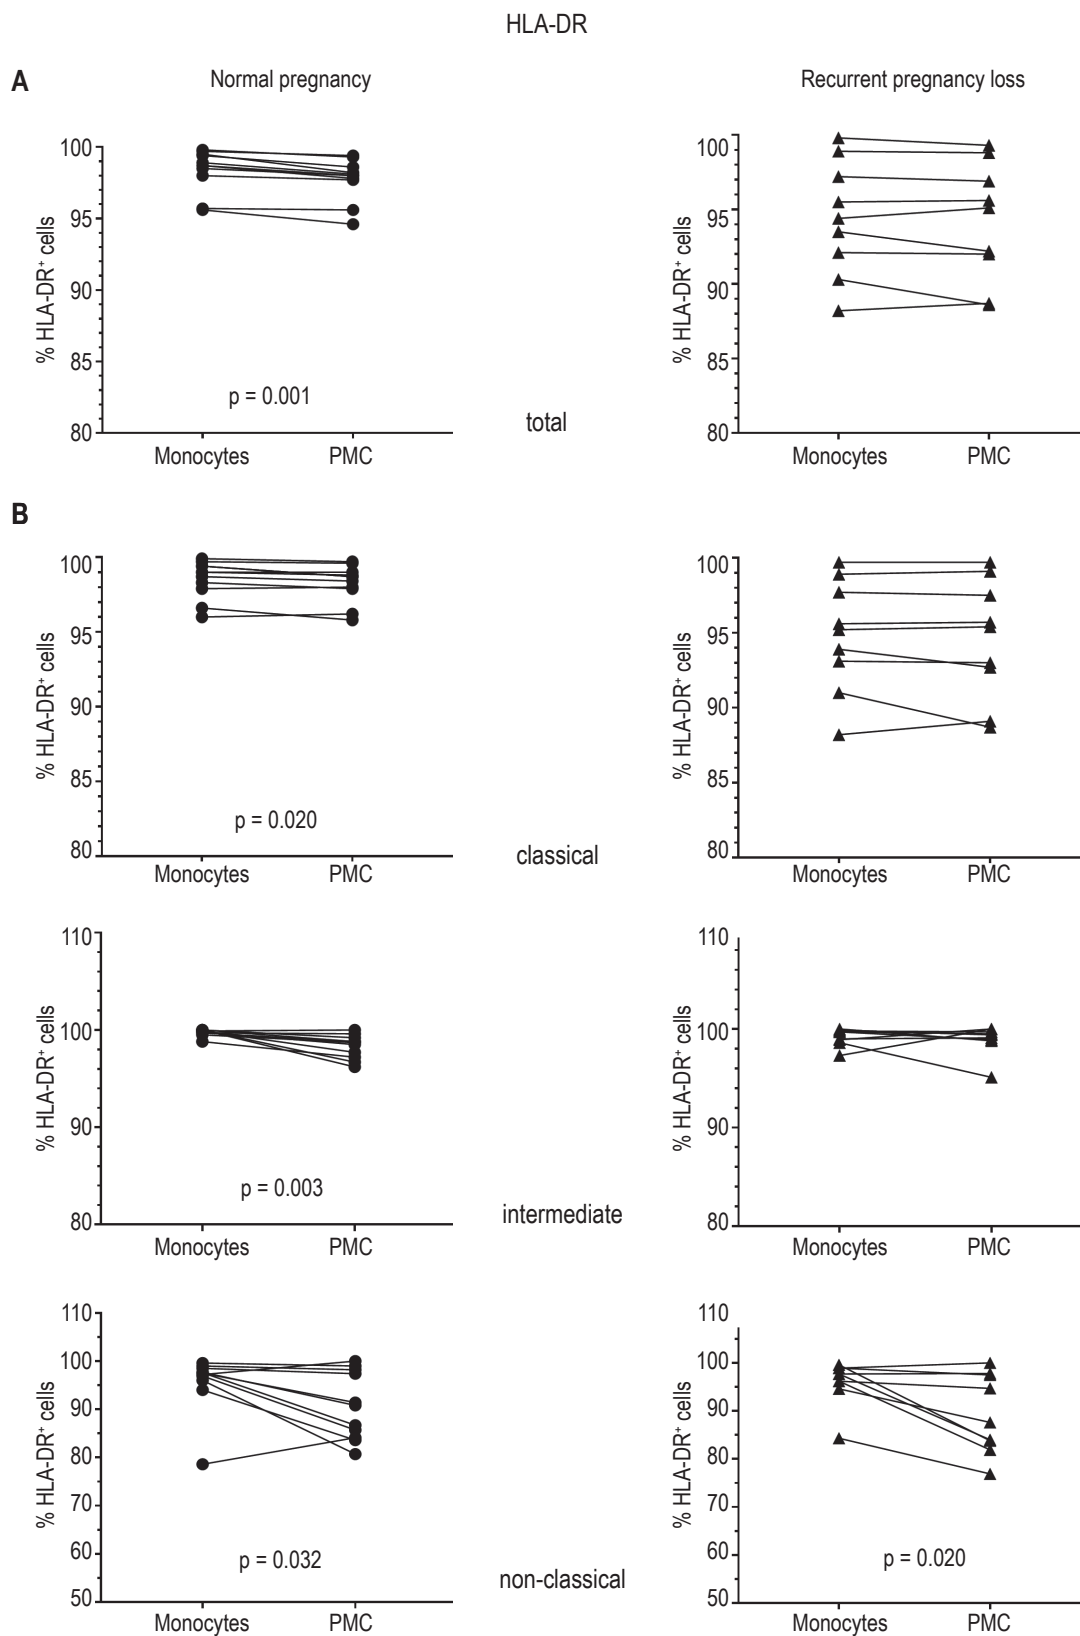 HLA-DR
A
Normal pregnancy
Recurrent pregnancy loss
% HLA-DR+ cells
100
95
90
85
80
p = 0.001
Monocytes
PMC
total
% HLA-DR+ cells
100
95
90
85
80
Monocytes
PMC
B
% HLA-DR+ cells
100
95
90
85
80
p = 0.020
Monocytes
PMC
classical
% HLA-DR+ cells
100
95
90
85
80
Monocytes
PMC
% HLA-DR+ cells
110
100
90
80
p = 0.003
Monocytes
PMC
intermediate
% HLA-DR+ cells
110
100
90
80
Monocytes
PMC
% HLA-DR+ cells
110
100
90
80
70
60
50
p = 0.032
Monocytes
PMC
non-classical
% HLA-DR+ cells
110
100
90
80
70
60
50
p = 0.020
Monocytes
PMC